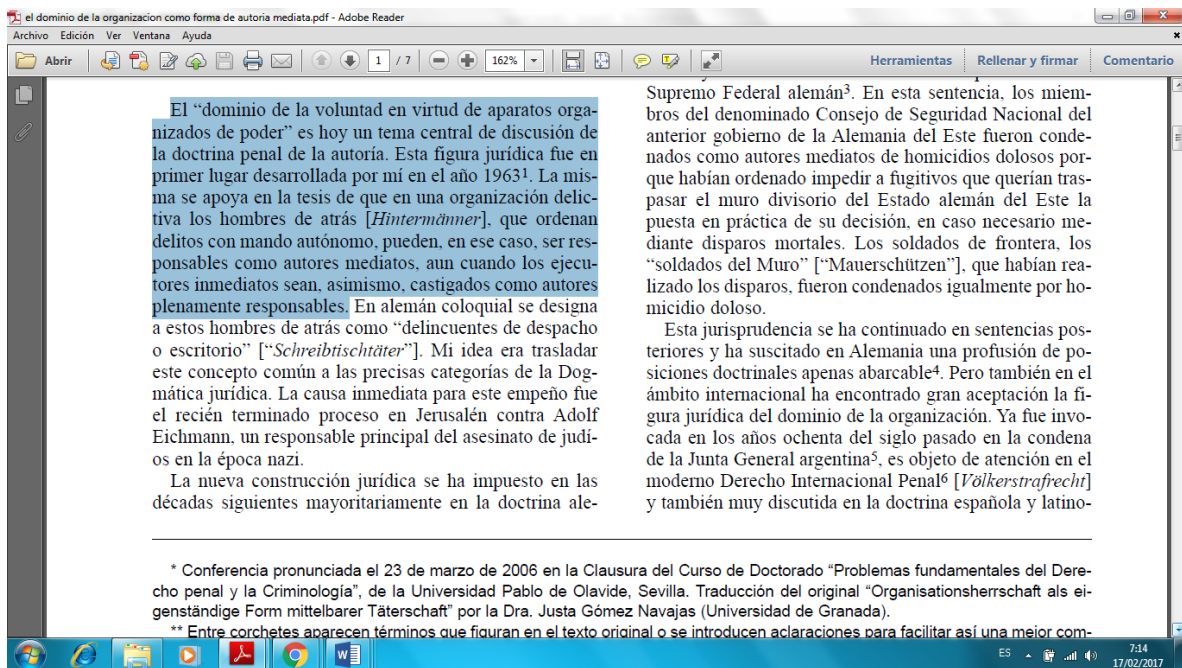 el dominio de la organizacion como forma de autoria mediata.pdf - Adobe Reader
Archivo Edición Ver Ventana Ayuda
Abrir
1 / 7
162%
Herramientas Rellenar y firmar Comentario
El “dominio de la voluntad en virtud de aparatos orga-
nizados de poder” es hoy un tema central de discusión de
la doctrina penal de la autoría. Esta figura jurídica fue en
primer lugar desarrollada por mí en el año 1963¹. La mis-
ma se apoya en la tesis de que en una organización delic-
tiva los hombres de atrás [Hintermänner], que ordenan
delitos con mando autónomo, pueden, en ese caso, ser res-
ponsables como autores mediatos, aun cuando los ejecu-
tores inmediatos sean, asimismo, castigados como autores
plenamente responsables. En alemán coloquial se designa
a estos hombres de atrás como “delincuentes de despacho
o escritorio” [“Schreibtischtäter”]. Mi idea era trasladar
este concepto común a las precisas categorías de la Dog-
mática jurídica. La causa inmediata para este empeño fue
el recién terminado proceso en Jerusalén contra Adolf
Eichmann, un responsable principal del asesinato de judí-
os en la época nazi.
La nueva construcción jurídica se ha impuesto en las
décadas siguientes mayoritariamente en la doctrina ale-
Supremo Federal alemán³. En esta sentencia, los miem-
bros del denominado Consejo de Seguridad Nacional del
anterior gobierno de la Alemania del Este fueron conde-
nados como autores mediatos de homicidios dolosos por-
que habían ordenado impedir a fugitivos que querían tras-
pasar el muro divisorio del Estado alemán del Este la
puesta en práctica de su decisión, en caso necesario me-
diante disparos mortales. Los soldados de frontera, los
“soldados del Muro” [“Mauerschützen”], que habían rea-
lizado los disparos, fueron condenados igualmente por ho-
micidio doloso.
Esta jurisprudencia se ha continuado en sentencias pos-
teriores y ha suscitado en Alemania una profusión de po-
siciones doctrinales apenas abarcable⁴. Pero también en el
ámbito internacional ha encontrado gran aceptación la fi-
gura jurídica del dominio de la organización. Ya fue invo-
cada en los años ochenta del siglo pasado en la condena
de la Junta General argentina⁵, es objeto de atención en el
moderno Derecho Internacional Penal⁶ [Völkerstrafrecht]
y también muy discutida en la doctrina española y latino-
* Conferencia pronunciada el 23 de marzo de 2006 en la Clausura del Curso de Doctorado “Problemas fundamentales del Dere-
cho penal y la Criminología”, de la Universidad Pablo de Olavide, Sevilla. Traducción del original “Organisationsherrschaft als ei-
genständige Form mittelbarer Täterschaft” por la Dra. Justa Gómez Navajas (Universidad de Granada).
** Entre corchetes aparecen términos que figuran en el texto original o se introducen aclaraciones para facilitar así una mejor com-
ES
7:14
17/02/2017